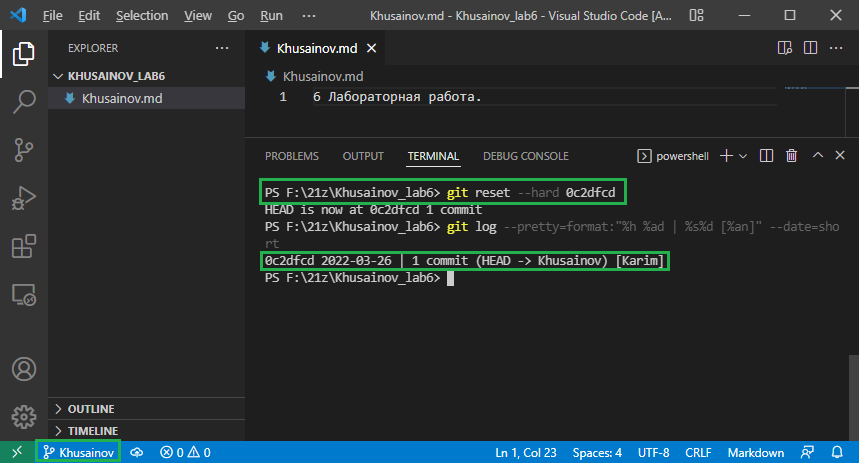 File Edit Selection View Go Run ··· Khusainov.md - Khusainov_lab6 - Visual Studio Code [A...
EXPLORER ···
KHUSAINOV_LAB6
Khusainov.md
Khusainov.md
Khusainov.md
1 6 Лабораторная работа.
PROBLEMS OUTPUT TERMINAL DEBUG CONSOLE powershell
PS F:\21z\Khusainov_lab6> git reset --hard 0c2dfcd
HEAD is now at 0c2dfcd 1 commit
PS F:\21z\Khusainov_lab6> git log --pretty=format:"%h %ad | %s%d [%an]" --date=sho
rt
0c2dfcd 2022-03-26 | 1 commit (HEAD -> Khusainov) [Karim]
PS F:\21z\Khusainov_lab6>
OUTLINE
TIMELINE
Khusainov 0 0 Ln 1, Col 23 Spaces: 4 UTF-8 CRLF Markdown